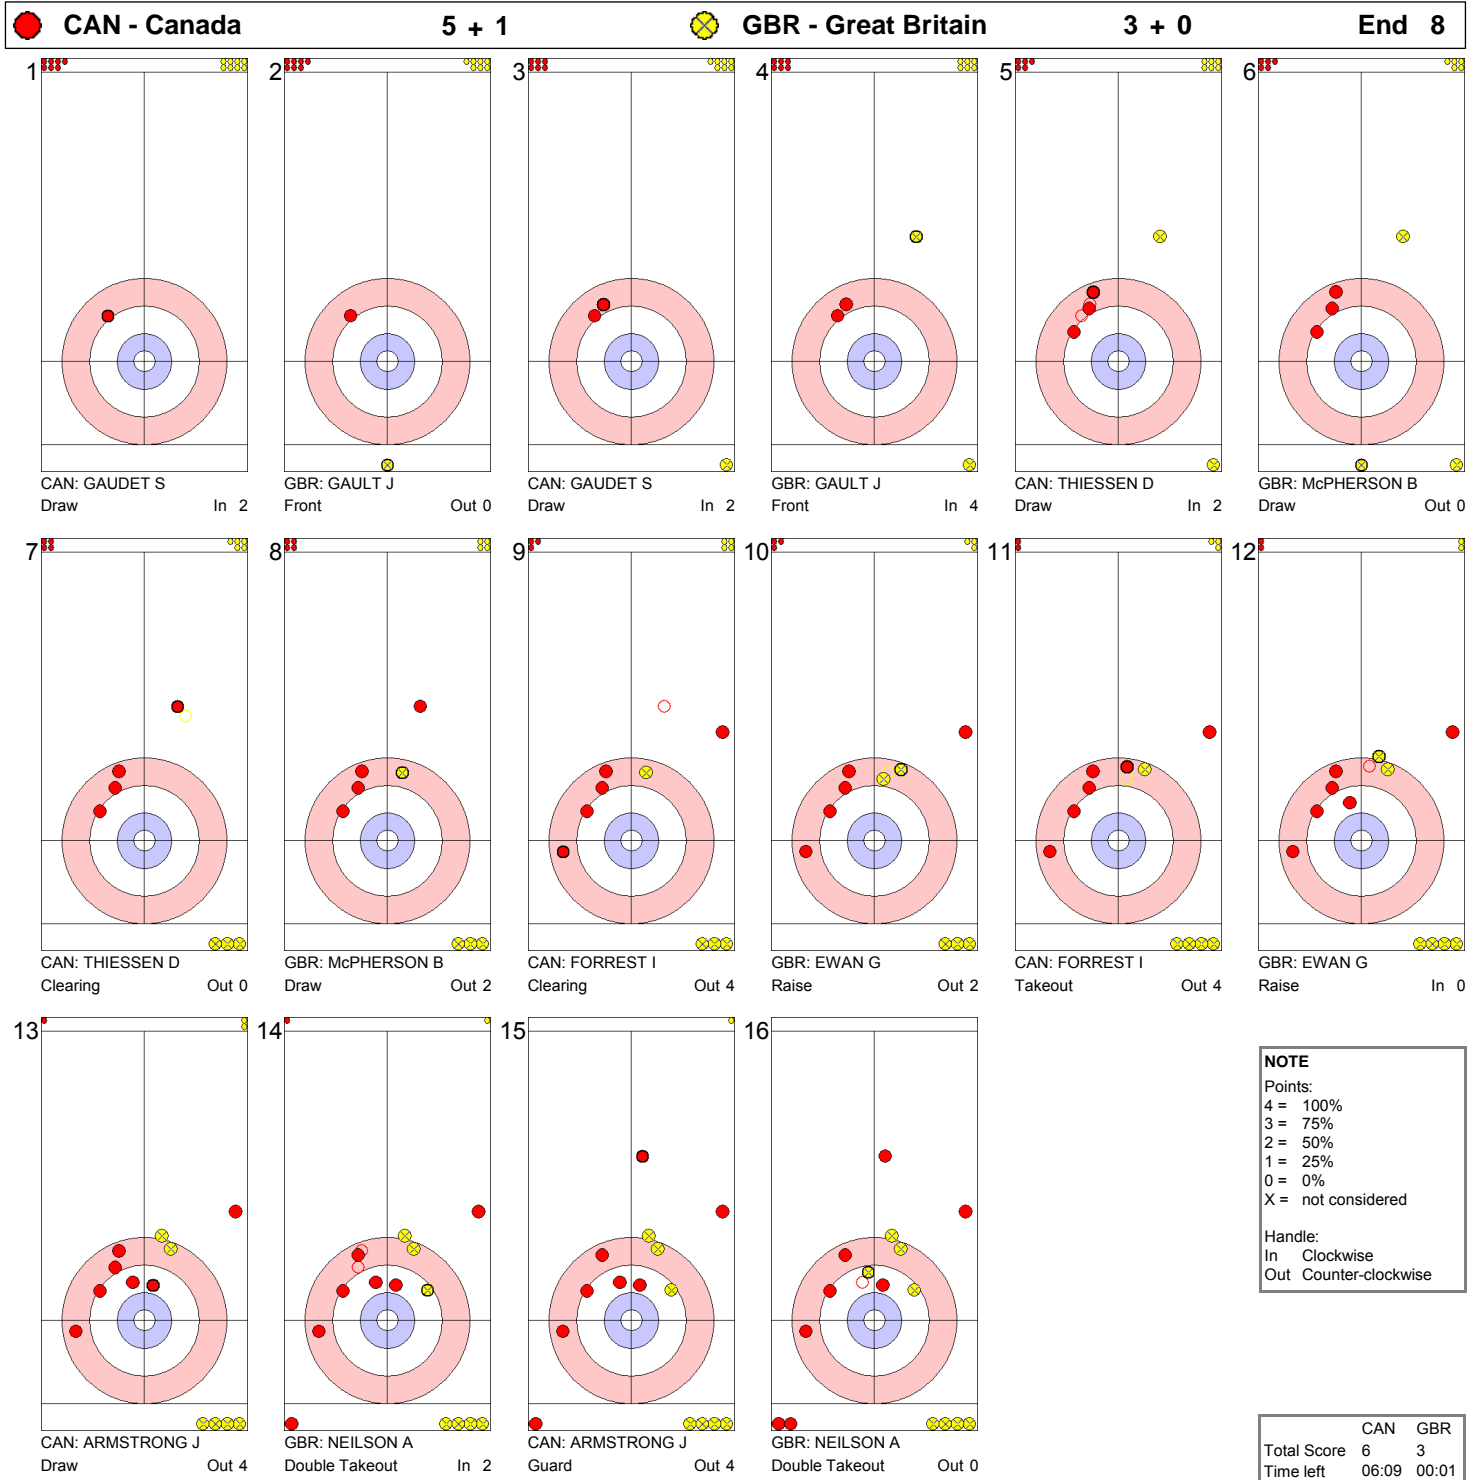 CAN - Canada 5 + 1 GBR - Great Britain 3 + 0 End 8
1 2 3 4 5 6
CAN: GAUDET S GBR: GAULT J CAN: GAUDET S GBR: GAULT J CAN: THIESSEN D GBR: McPHERSON B
Draw In 2 Front Out 0 Draw In 2 Front In 4 Draw In 2 Draw Out 0
7 8 9 10 11 12
CAN: THIESSEN D GBR: McPHERSON B CAN: FORREST I GBR: EWAN G CAN: FORREST I GBR: EWAN G
Clearing Out 0 Draw Out 2 Clearing Out 4 Raise Out 2 Takeout Out 4 Raise In 0
13 14 15 16
CAN: ARMSTRONG J GBR: NEILSON A CAN: ARMSTRONG J GBR: NEILSON A
Draw Out 4 Double Takeout In 2 Guard Out 4 Double Takeout Out 0
NOTE
Points:
4 = 100%
3 = 75%
2 = 50%
1 = 25%
0 = 0%
X = not considered
Handle:
In Clockwise
Out Counter-clockwise
CAN GBR
Total Score 6 3
Time left 06:09 00:01